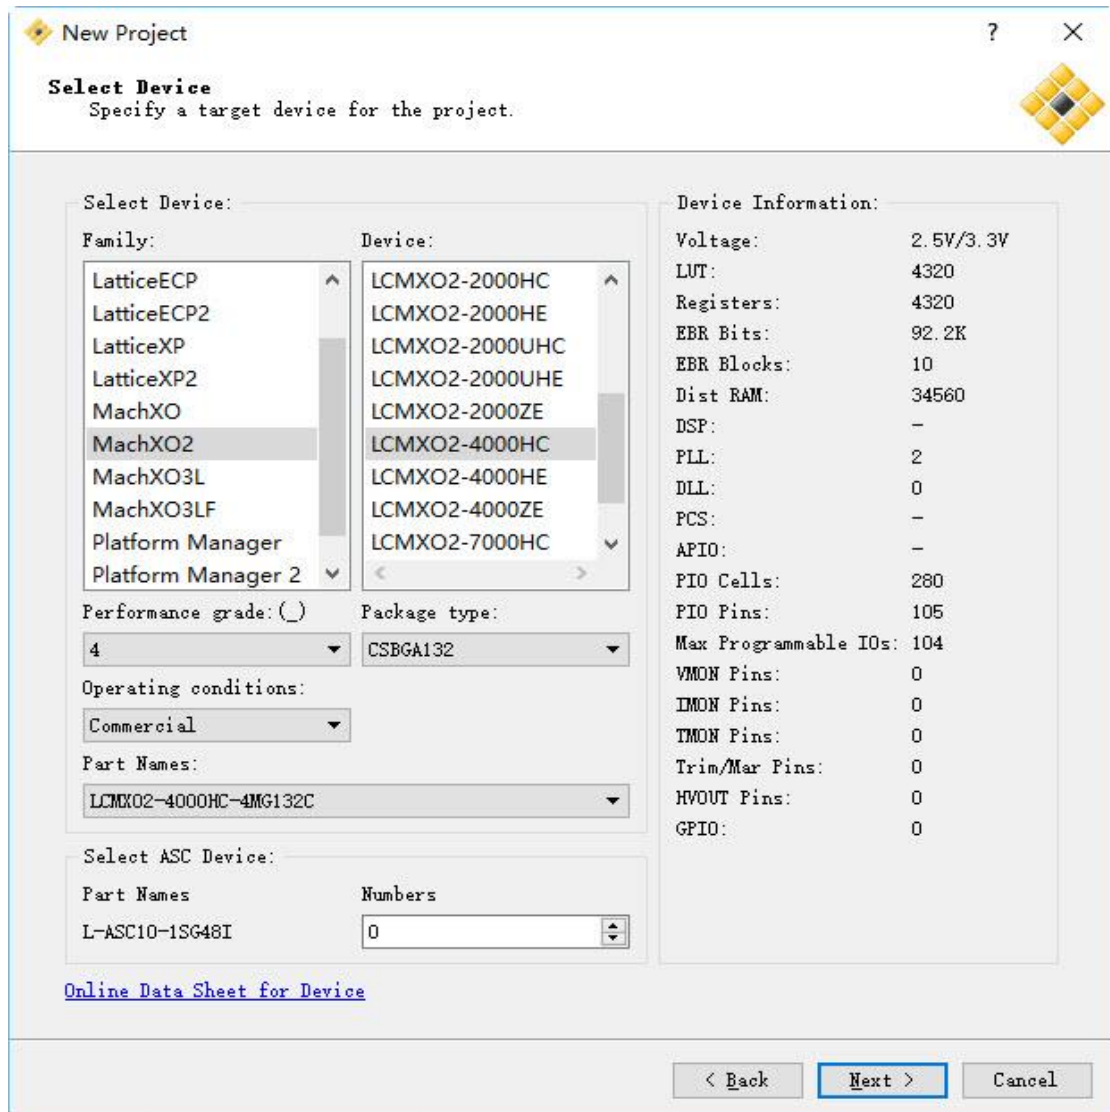 New Project
?
Select Device
Specify a target device for the project.
Select Device:
Family:
LatticeECP
LatticeECP2
LatticeXP
LatticeXP2
MachXO
MachXO2
MachXO3L
MachXO3LF
Platform Manager
Platform Manager 2
Device:
LCMXO2-2000HC
LCMXO2-2000HE
LCMXO2-2000UHC
LCMXO2-2000UHE
LCMXO2-2000ZE
LCMXO2-4000HC
LCMXO2-4000HE
LCMXO2-4000ZE
LCMXO2-7000HC
Performance grade:(_)
4
Package type:
CSBGA132
Operating conditions:
Commercial
Part Names:
LCMXO2-4000HC-4MG132C
Select ASC Device:
Part Names Numbers
L-ASC10-1SG48I 0
Online Data Sheet for Device
Device Information:
Voltage: 2.5V/3.3V
LUT: 4320
Registers: 4320
EBR Bits: 92.2K
EBR Blocks: 10
Dist RAM: 34560
DSP: -
PLL: 2
DLL: 0
PCS: -
APIO: -
PIO Cells: 280
PIO Pins: 105
Max Programmable IOs: 104
VMON Pins: 0
IMON Pins: 0
TMON Pins: 0
Trim/Mar Pins: 0
HVOUT Pins: 0
GPIO: 0
< Back
Next >
Cancel